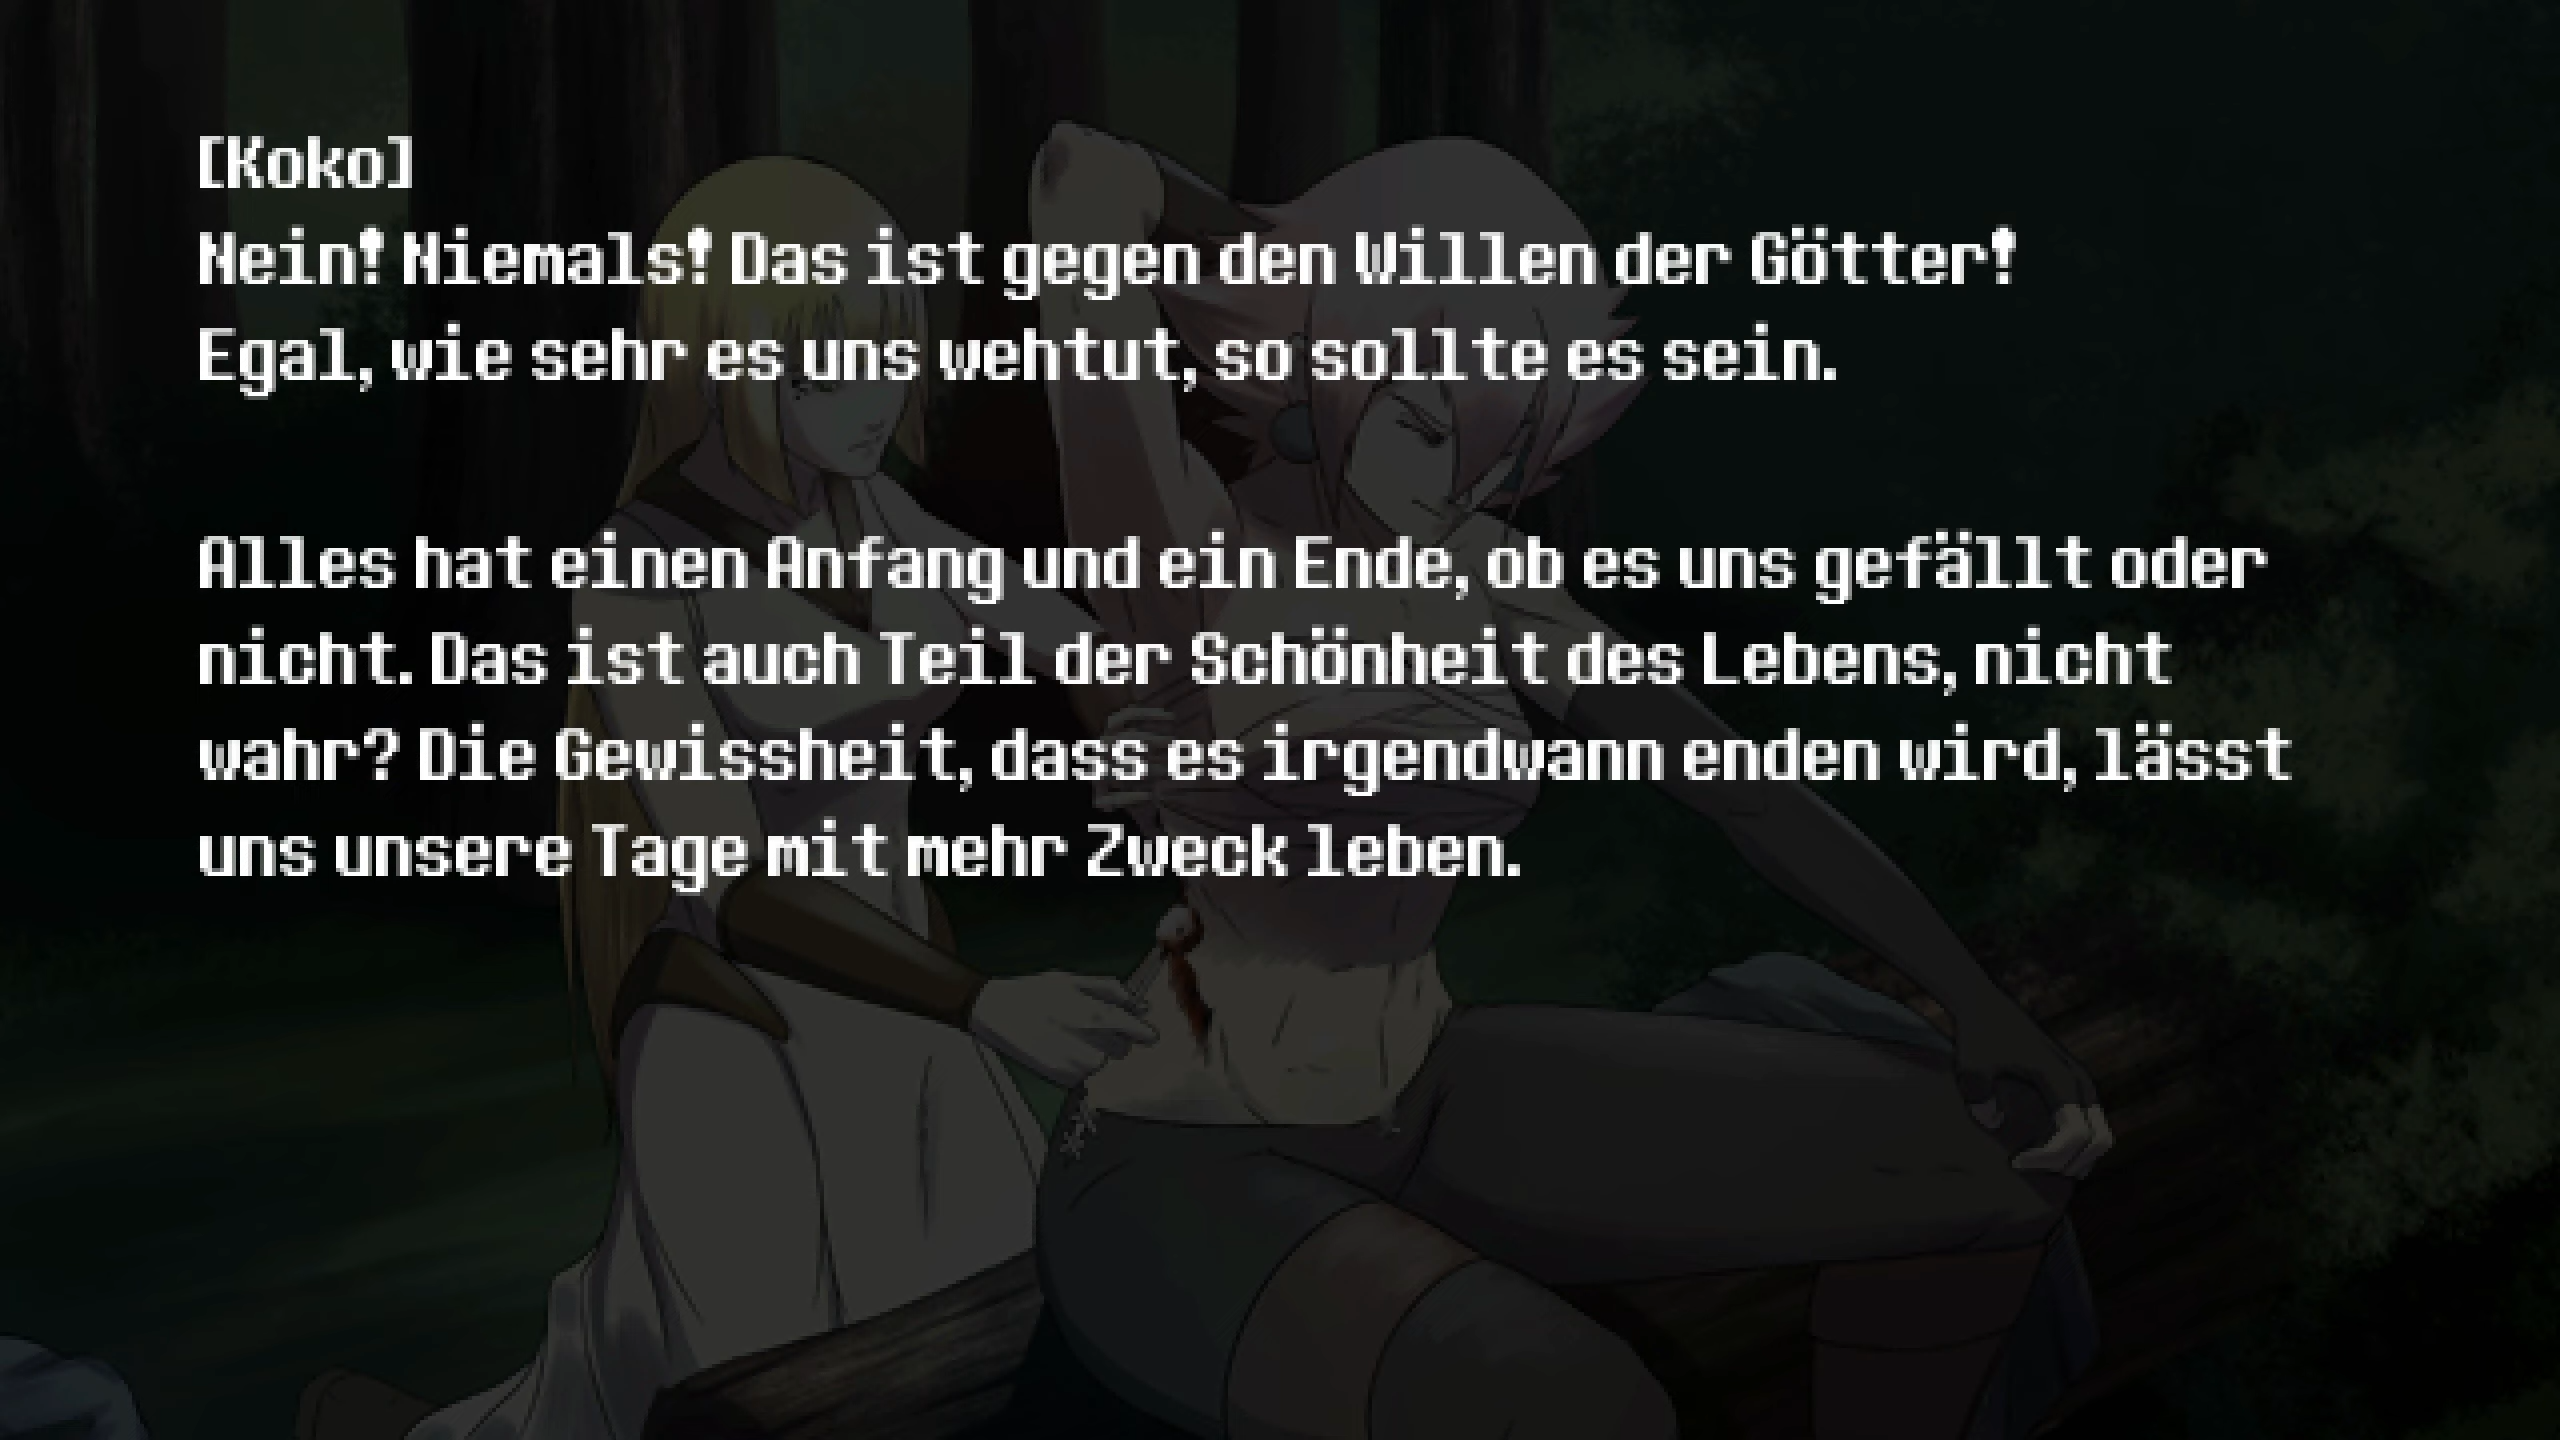 [Koko]
Nein! Niemals! Das ist gegen den Willen der Götter!
Egal, wie sehr es uns wehtut, so sollte es sein.
Alles hat einen Anfang und ein Ende, ob es uns gefällt oder
nicht. Das ist auch Teil der Schönheit des Lebens, nicht
wahr? Die Gewissheit, dass es irgendwann enden wird, lässt
uns unsere Tage mit mehr Zweck leben.